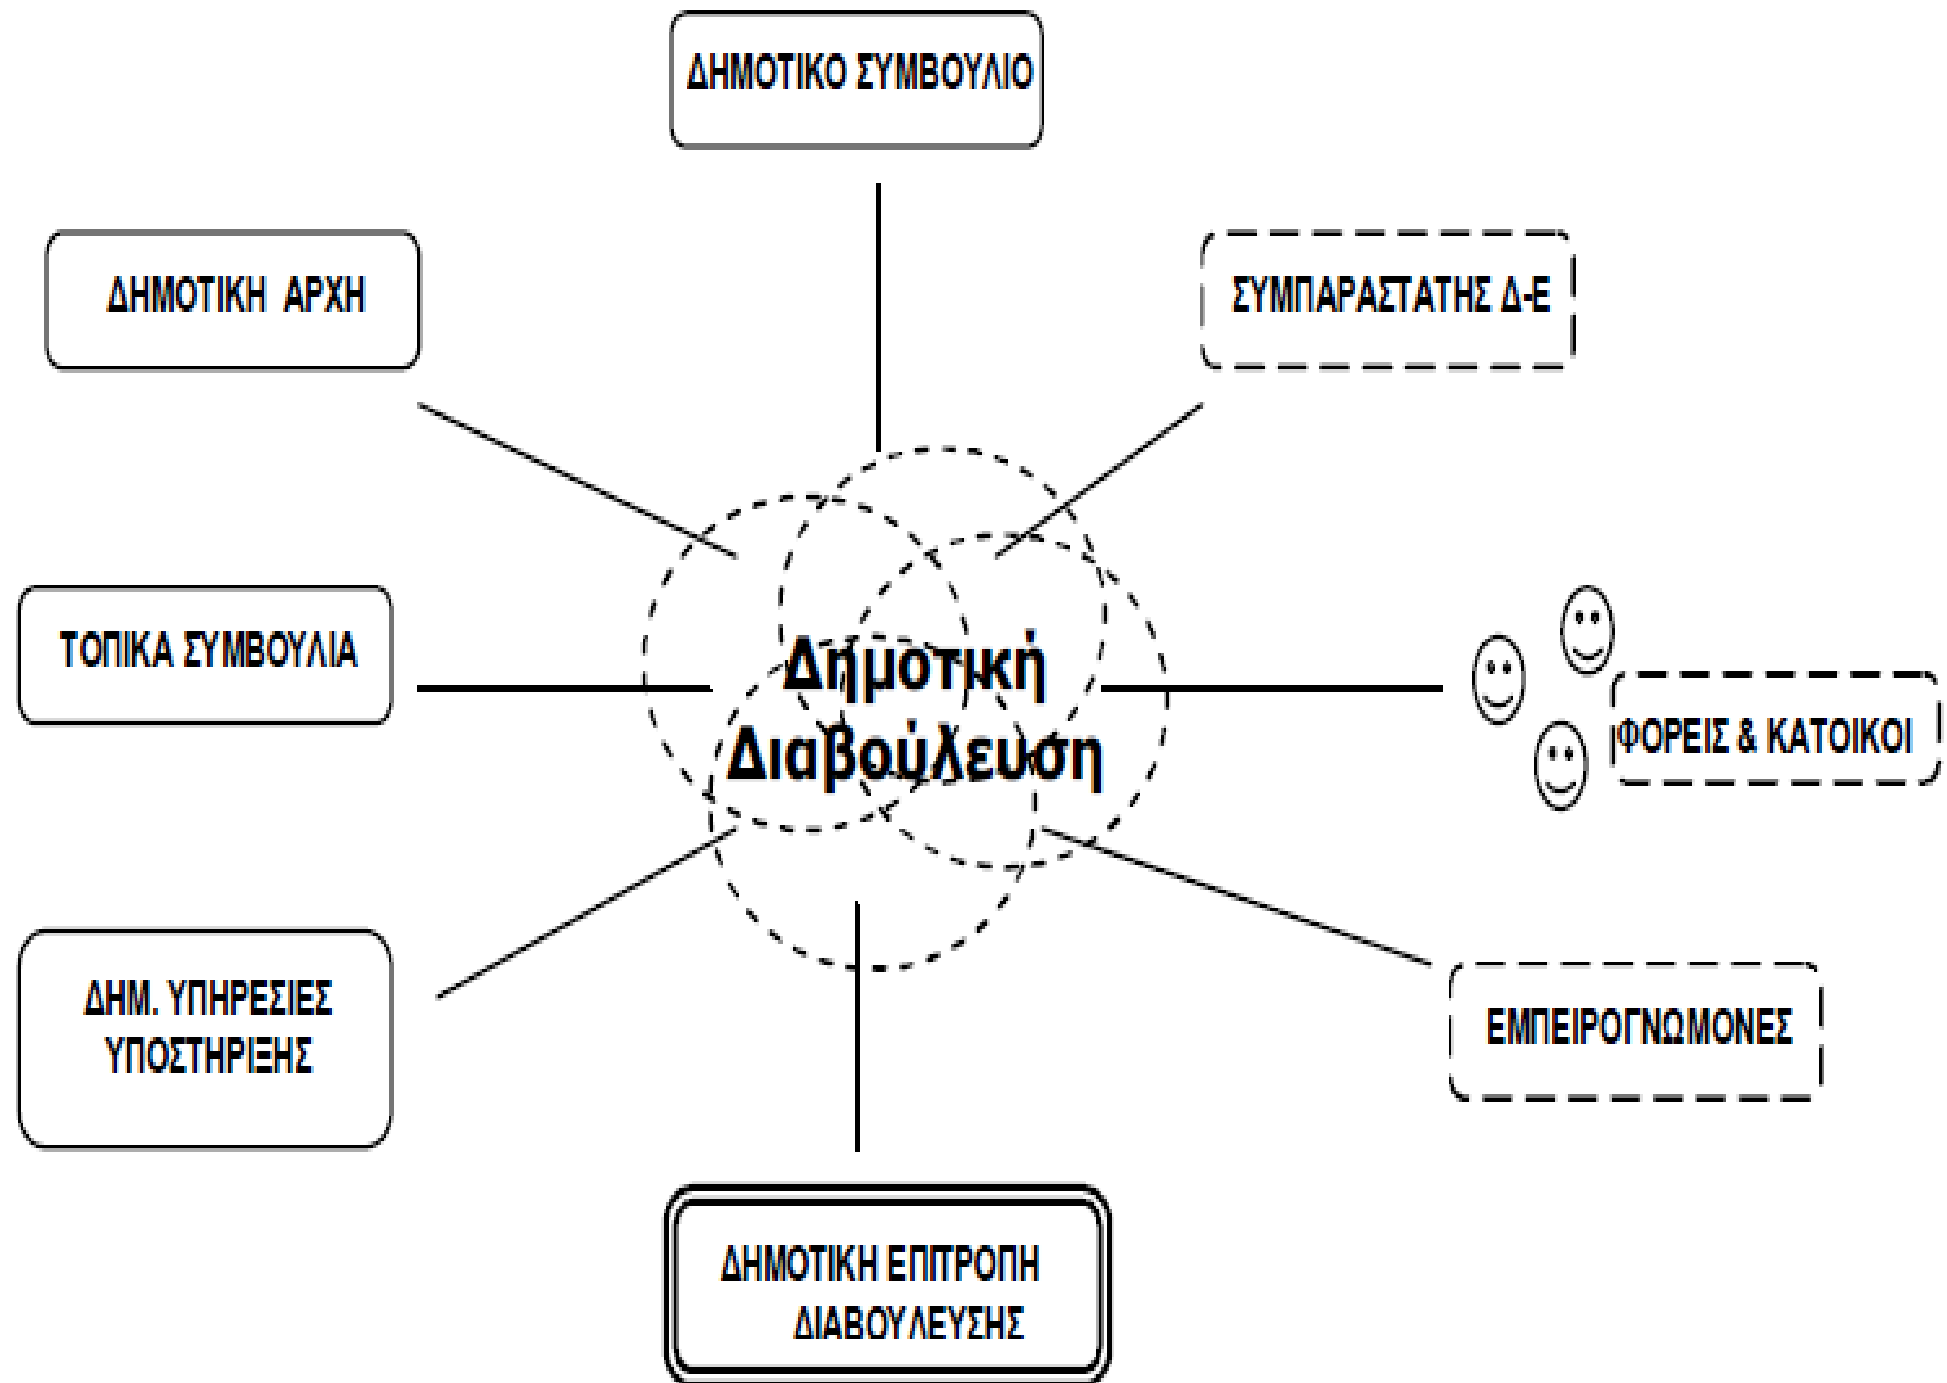 ΔΗΜΟΤΙΚΟ ΣΥΜΒΟΥΛΙΟ
ΔΗΜΟΤΙΚΗ ΑΡΧΗ
ΣΥΜΠΑΡΑΣΤΑΤΗΣ Δ-Ε
ΤΟΠΙΚΑ ΣΥΜΒΟΥΛΙΑ
Δημοτική
Διαβούλευση
ΦΟΡΕΙΣ & ΚΑΤΟΙΚΟΙ
ΔΗΜ. ΥΠΗΡΕΣΙΕΣ
ΥΠΟΣΤΗΡΙΞΗΣ
ΕΜΠΕΙΡΟΓΝΩΜΟΝΕΣ
ΔΗΜΟΤΙΚΗ ΕΠΙΤΡΟΠΗ
ΔΙΑΒΟΥΛΕΥΣΗΣ